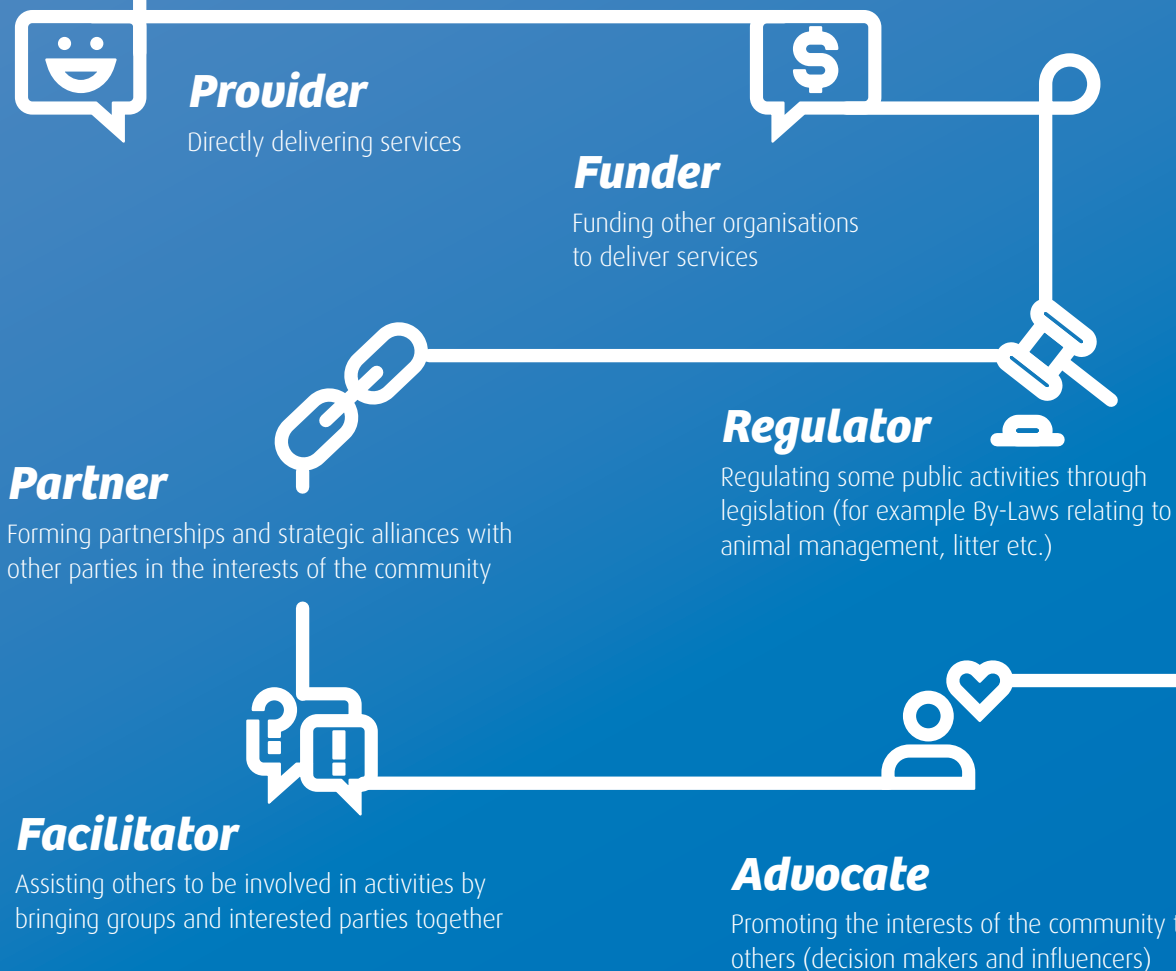 Provider
Directly delivering services
Funder
Funding other organisations
to deliver services
Regulator
Regulating some public activities through
legislation (for example By-Laws relating to
animal management, litter etc.)
Partner
Forming partnerships and strategic alliances with
other parties in the interests of the community
Facilitator
Assisting others to be involved in activities by
bringing groups and interested parties together
Advocate
Promoting the interests of the community
others (decision makers and influencers)